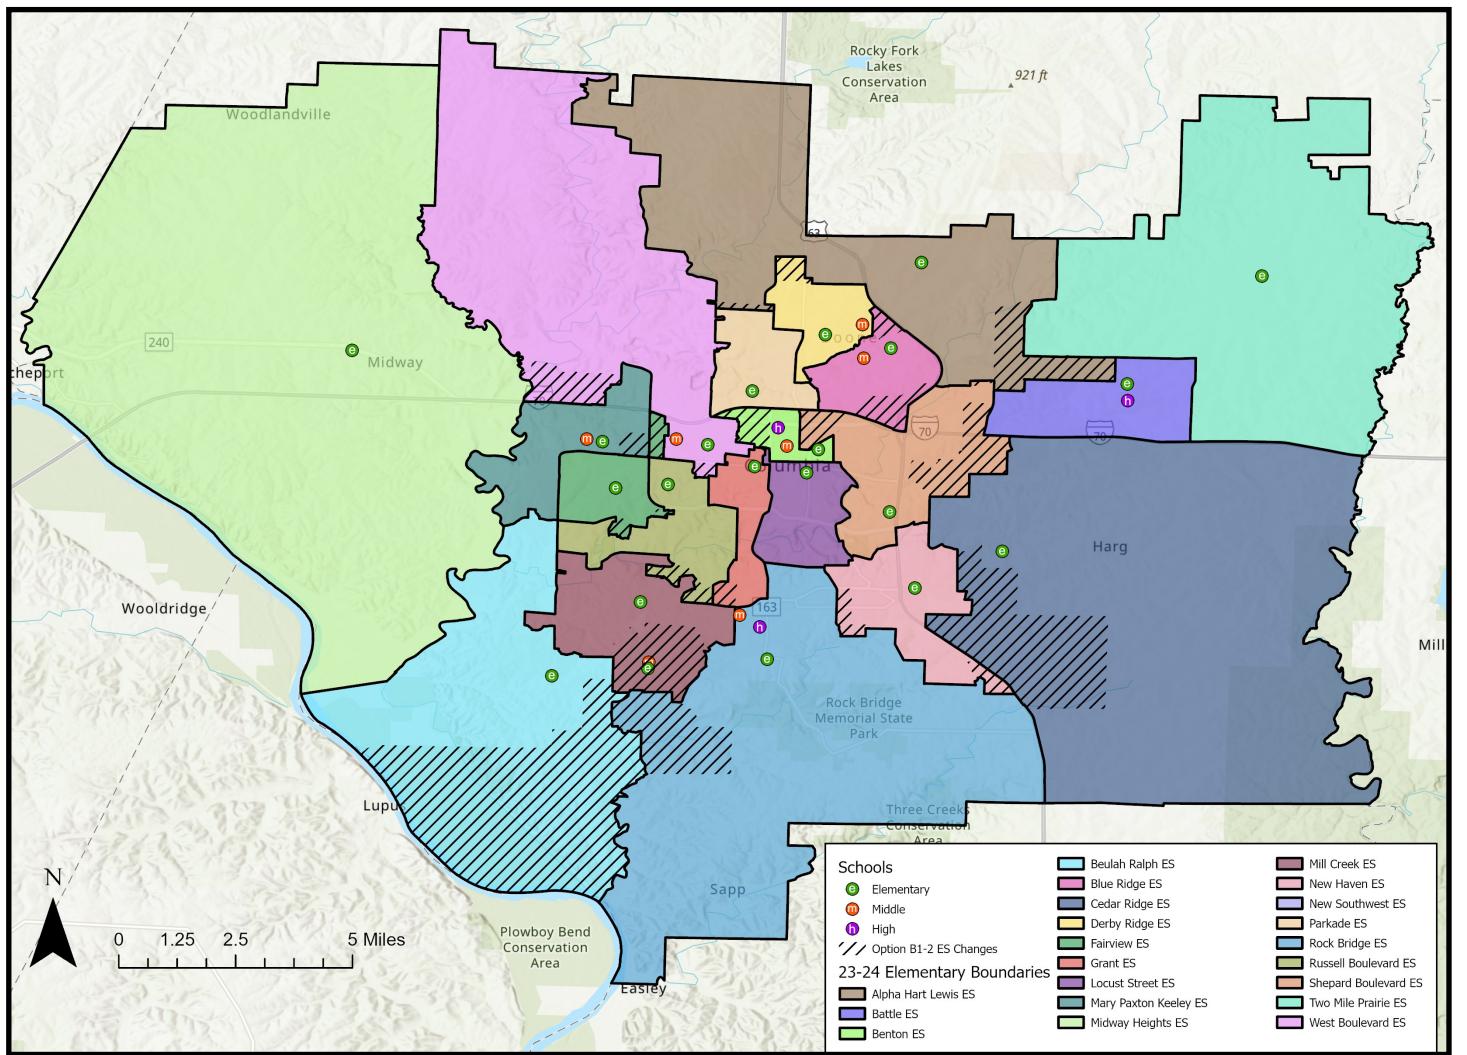 Rocky Fork
Lakes
Conservation
Area
921 ft
Woodlandville
63
240
Midway
cheport
70
70
70
Harg
Wooldridge
163
Mill
Rock Bridge
Memorial State
Park
Lupu
Three Creeks
Conservation
Area
Sapp
Plowboy Bend
Conservation
Area
Easley
N
0 1.25 2.5 5 Miles
e
m
h
Schools
e Elementary
m Middle
h High
Option B1-2 ES Changes
23-24 Elementary Boundaries
Alpha Hart Lewis ES
Battle ES
Benton ES
Beulah Ralph ES
Blue Ridge ES
Cedar Ridge ES
Derby Ridge ES
Fairview ES
Grant ES
Locust Street ES
Mary Paxton Keeley ES
Midway Heights ES
Mill Creek ES
New Haven ES
New Southwest ES
Parkade ES
Rock Bridge ES
Russell Boulevard ES
Shepard Boulevard ES
Two Mile Prairie ES
West Boulevard ES